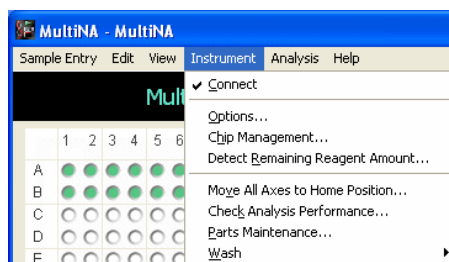 MultiNA - MultiNA
Sample Entry Edit View Instrument Analysis Help
✓ Connect
Mult
Options...
Chip Management...
Detect Remaining Reagent Amount...
1 2 3 4 5 6
A
B
Move All Axes to Home Position...
C
Check Analysis Performance...
D
Parts Maintenance...
E
Wash